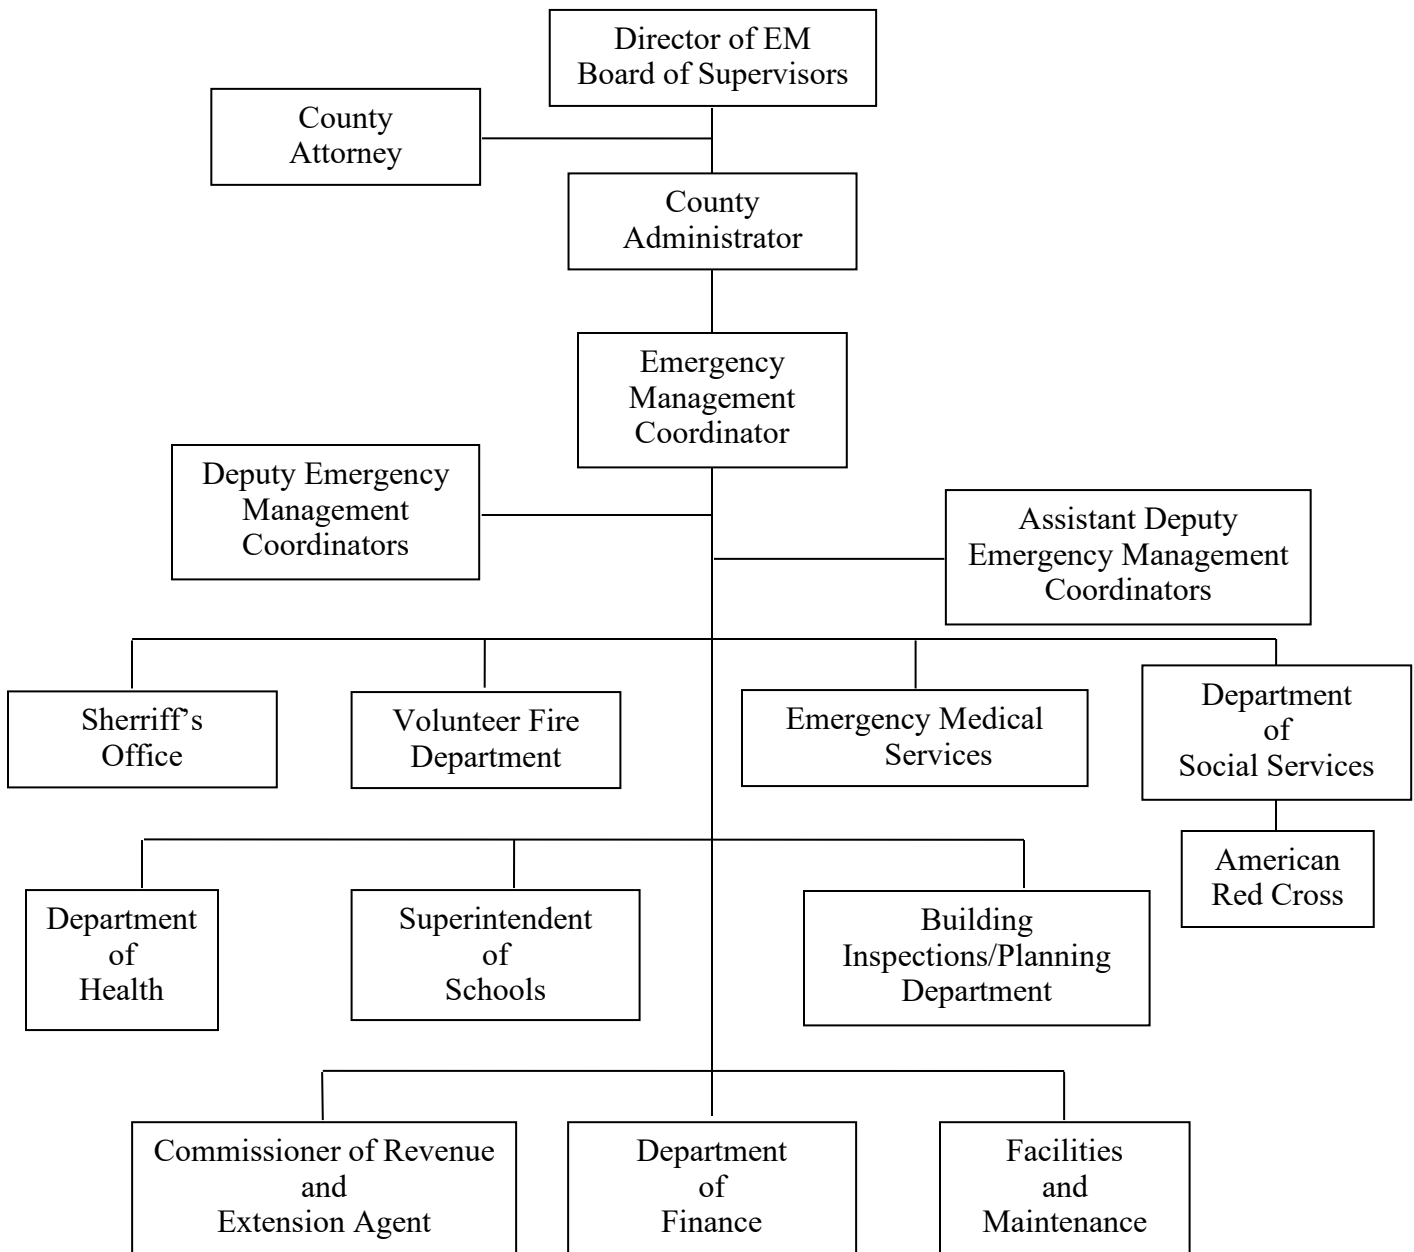 Director of EM
Board of Supervisors
County
Attorney
County
Administrator
Emergency
Management
Coordinator
Deputy Emergency
Management
Coordinators
Assistant Deputy
Emergency Management
Coordinators
Sherriff’s
Office
Volunteer Fire
Department
Emergency Medical
Services
Department
of
Social Services
American
Red Cross
Department
of
Health
Superintendent
of
Schools
Building
Inspections/Planning
Department
Commissioner of Revenue
and
Extension Agent
Department
of
Finance
Facilities
and
Maintenance